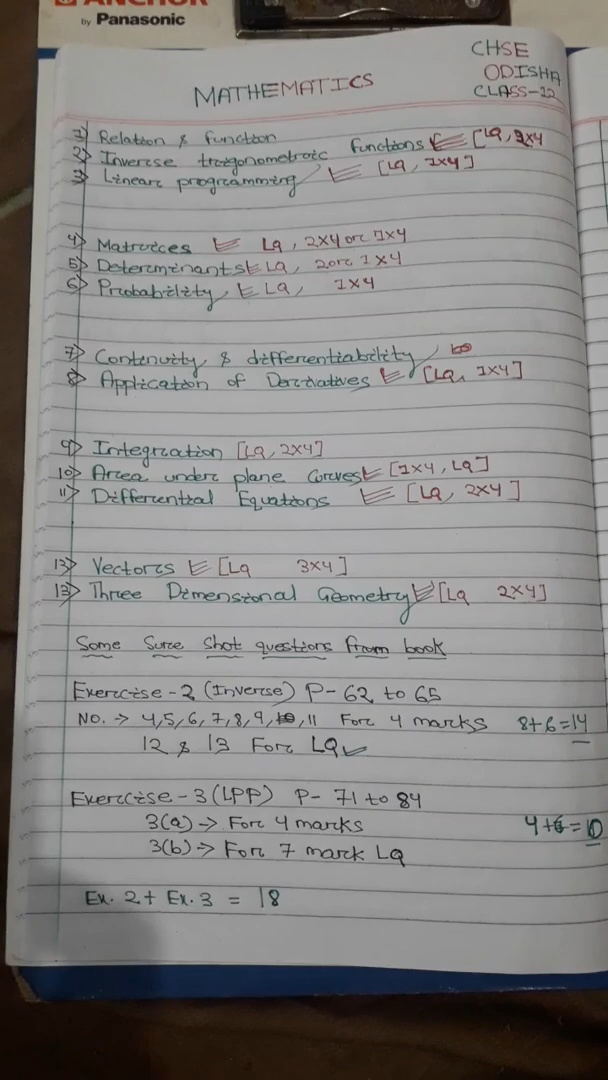 ANCHOR
by Panasonic
CHSE
ODISHA
CLASS-12
MATHEMATICS
1) Relation & function
2) Inverse trigonometric functions [LQ, 2x4
3) Linear programming [LQ, 1x4]
4) Matrices LQ, 2x4 or 1x4
5) Determinants LQ, 2 or 1x4
6) Probability, LQ, 1x4
7) Continuity & differentiability
8) Application of Derivatives [LQ, 1x4]
9) Integration [LQ, 2x4]
10) Area under plane Curves [1x4, LQ]
11) Differential Equations [LQ, 2x4]
12) Vectors [LQ 3x4]
13) Three Dimensional Geometry [LQ 2x4]
Some Sure Shot questions from book
Exercise-2 (Inverse) P-62 to 65
No. → 4,5,6,7,8,9,10,11 For 4 marks 8+6=14
12 & 13 For LQ
Exercise-3 (LPP) P-71 to 84
3(a) → For 4 marks 4+6=10
3(b) → For 7 mark LQ
Ex. 2 + Ex. 3 = 18